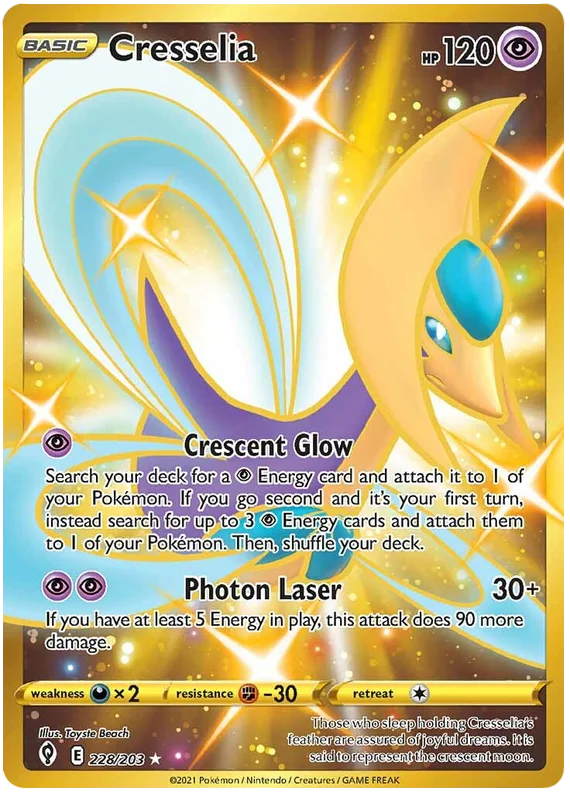 BASIC Cresselia HP 120
Crescent Glow
Search your deck for a Energy card and attach it to 1 of
your Pokémon. If you go second and it's your first turn,
instead search for up to 3 Energy cards and attach them
to 1 of your Pokémon. Then, shuffle your deck.
Photon Laser 30+
If you have at least 5 Energy in play, this attack does 90 more
damage.
weakness ×2 resistance -30 retreat
Illus. Toyste Beach
Those who sleep holding Cresselia's
feather are assured of joyful dreams. It is
said to represent the crescent moon.
E 228/203 ★
©2021 Pokémon / Nintendo / Creatures / GAME FREAK